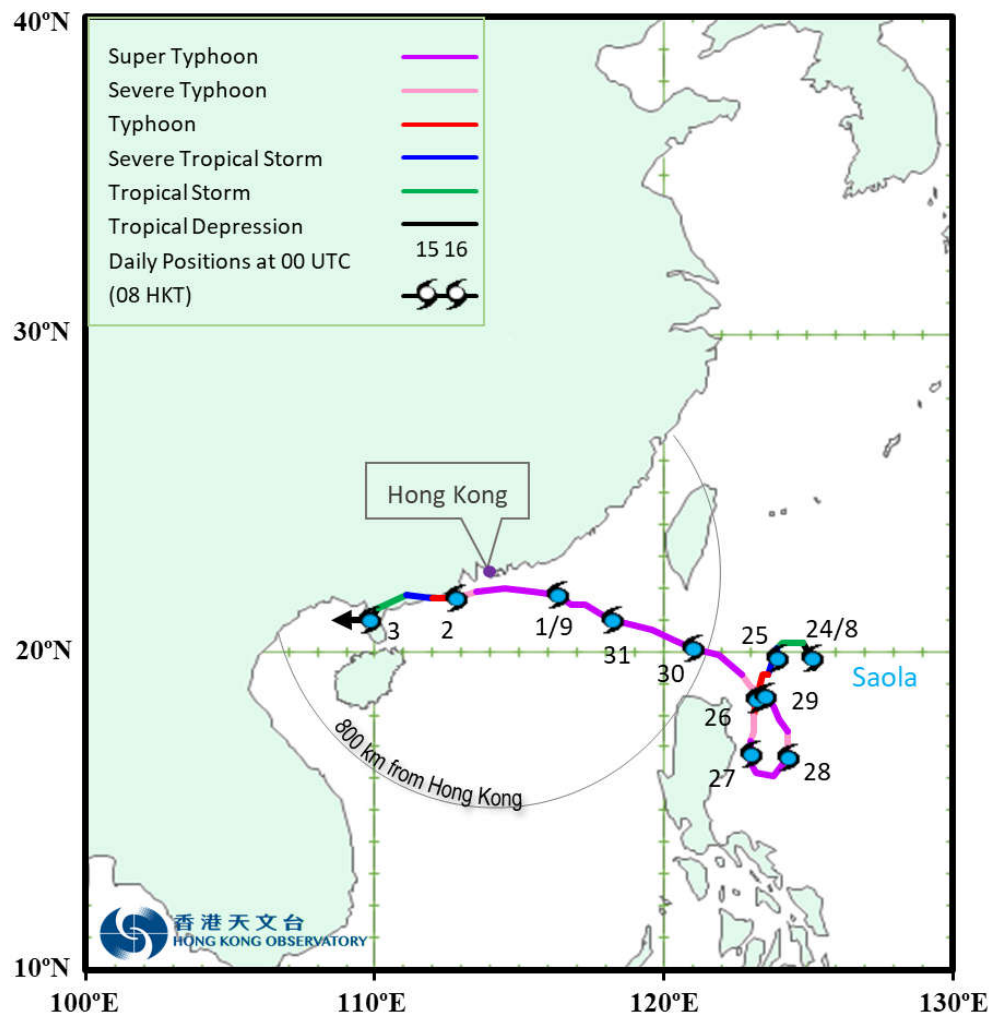 40ºN
Super Typhoon
Severe Typhoon
Typhoon
Severe Tropical Storm
Tropical Storm
Tropical Depression
15 16
Daily Positions at 00 UTC
(08 HKT)
30ºN
Hong Kong
3
2
1/9
31
20ºN
30
25
24/8
Saola
26
29
27
28
800 km from Hong Kong
香港天文台
HONG KONG OBSERVATORY
10ºN
100ºE
110ºE
120ºE
130ºE